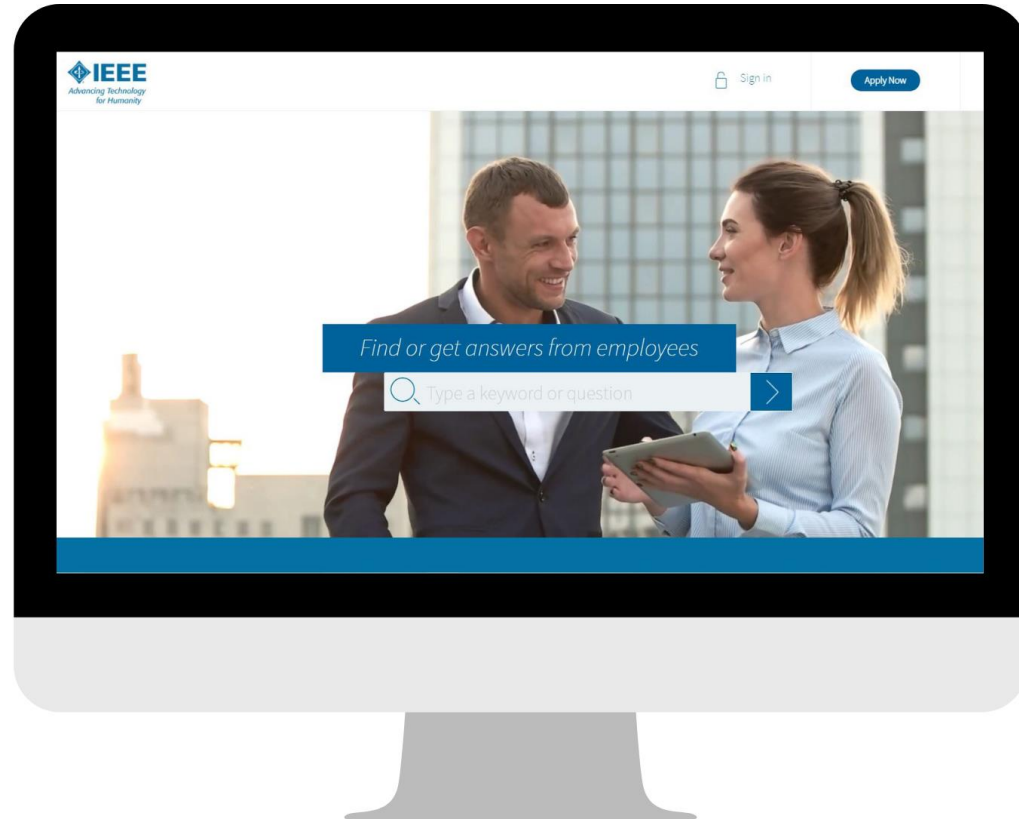 IEEE
Advancing Technology
for Humanity
Sign in
Apply Now
Find or get answers from employees
Type a keyword or question